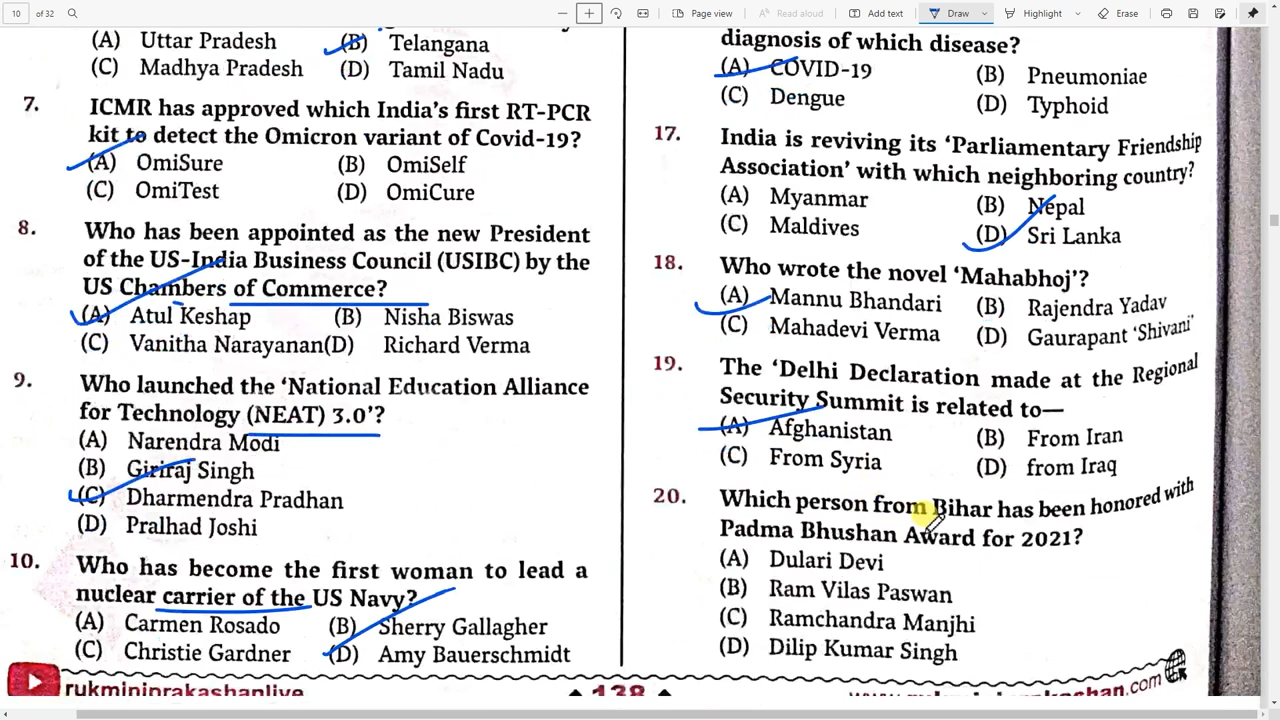 10 of 32
Page view
Read aloud
Add text
Draw
Highlight
Erase
(A) Uttar Pradesh (B) Telangana
(C) Madhya Pradesh (D) Tamil Nadu
7. ICMR has approved which India's first RT-PCR
kit to detect the Omicron variant of Covid-19?
(A) OmiSure (B) OmiSelf
(C) OmiTest (D) OmiCure
8. Who has been appointed as the new President
of the US-India Business Council (USIBC) by the
US Chambers of Commerce?
(A) Atul Keshap (B) Nisha Biswas
(C) Vanitha Narayanan(D) Richard Verma
9. Who launched the 'National Education Alliance
for Technology (NEAT) 3.0'?
(A) Narendra Modi
(B) Giriraj Singh
(C) Dharmendra Pradhan
(D) Pralhad Joshi
10. Who has become the first woman to lead a
nuclear carrier of the US Navy?
(A) Carmen Rosado (B) Sherry Gallagher
(C) Christie Gardner (D) Amy Bauerschmidt
diagnosis of which disease?
(A) COVID-19 (B) Pneumoniae
(C) Dengue (D) Typhoid
17. India is reviving its 'Parliamentary Friendship
Association' with which neighboring country?
(A) Myanmar (B) Nepal
(C) Maldives (D) Sri Lanka
18. Who wrote the novel 'Mahabhoj'?
(A) Mannu Bhandari (B) Rajendra Yadav
(C) Mahadevi Verma (D) Gaurapant 'Shivani'
19. The 'Delhi Declaration made at the Regional
Security Summit is related to—
(A) Afghanistan (B) From Iran
(C) From Syria (D) from Iraq
20. Which person from Bihar has been honored with
Padma Bhushan Award for 2021?
(A) Dulari Devi
(B) Ram Vilas Paswan
(C) Ramchandra Manjhi
(D) Dilip Kumar Singh
138